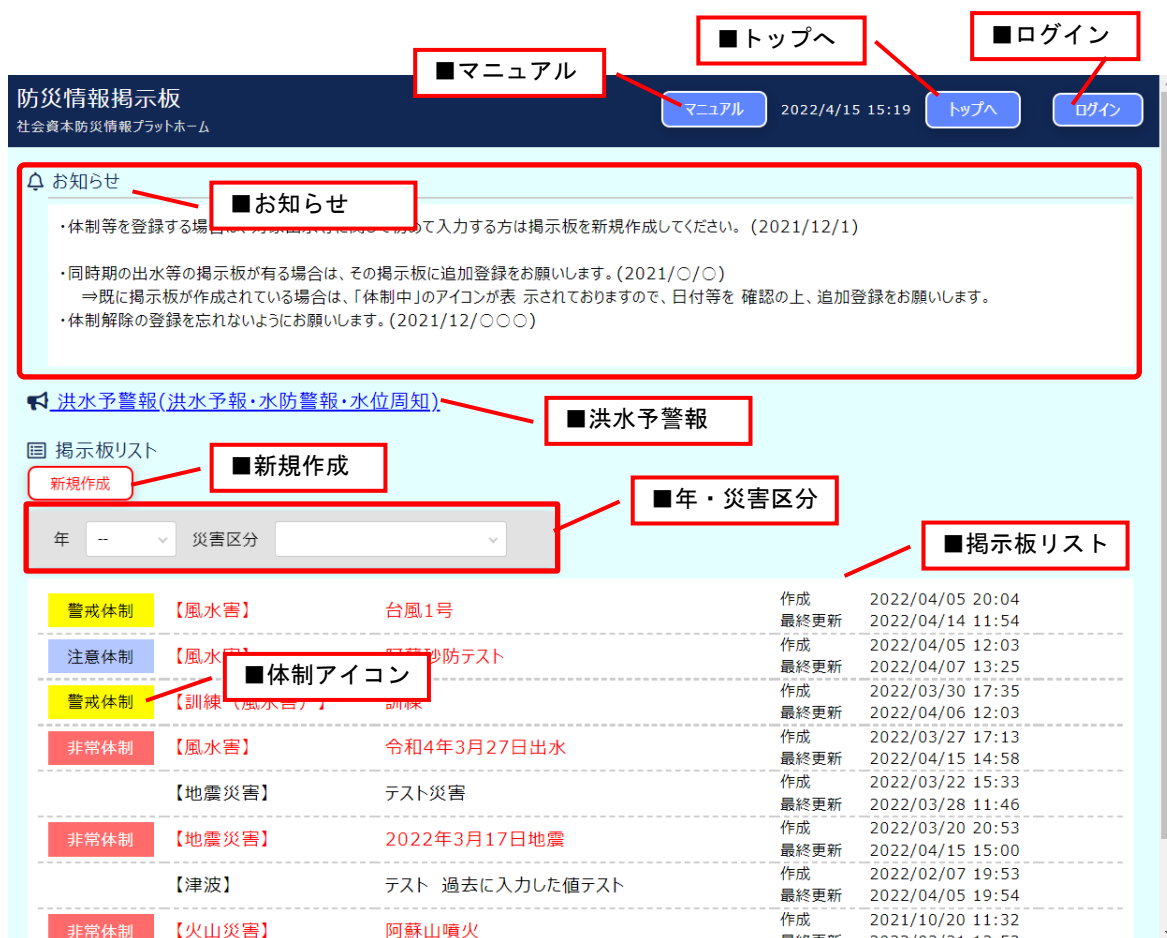 ■トップへ
■ログイン
■マニュアル
防災情報掲示板
社会資本防災情報プラットホーム
マニュアル 2022/4/15 15:19 トップへ ログイン
お知らせ
■お知らせ
・体制等を登録する場合は、対象出水等に関して初めて入力する方は掲示板を新規作成してください。(2021/12/1)
・同時期の出水等の掲示板が有る場合は、その掲示板に追加登録をお願いします。(2021/○/○)
⇒既に掲示板が作成されている場合は、「体制中」のアイコンが表 示されておりますので、日付等を 確認の上、追加登録をお願いします。
・体制解除の登録を忘れないようにお願いします。(2021/12/○○○)
洪水予警報(洪水予報・水防警報・水位周知)
■洪水予警報
掲示板リスト
■新規作成
新規作成
■年・災害区分
年 -- 災害区分
■掲示板リスト
警戒体制 【風水害】 台風1号 作成 2022/04/05 20:04
最終更新 2022/04/14 11:54
注意体制 【風水害】 阿蘇砂防テスト 作成 2022/04/05 12:03
最終更新 2022/04/07 13:25
■体制アイコン
警戒体制 【訓練（風水害）】 訓練 作成 2022/03/30 17:35
最終更新 2022/04/06 12:03
非常体制 【風水害】 令和4年3月27日出水 作成 2022/03/27 17:13
最終更新 2022/04/15 14:58
【地震災害】 テスト災害 作成 2022/03/22 15:33
最終更新 2022/03/28 11:46
非常体制 【地震災害】 2022年3月17日地震 作成 2022/03/20 20:53
最終更新 2022/04/15 15:00
【津波】 テスト 過去に入力した値テスト 作成 2022/02/07 19:53
最終更新 2022/04/05 19:54
非常体制 【火山災害】 阿蘇山噴火 作成 2021/10/20 11:32